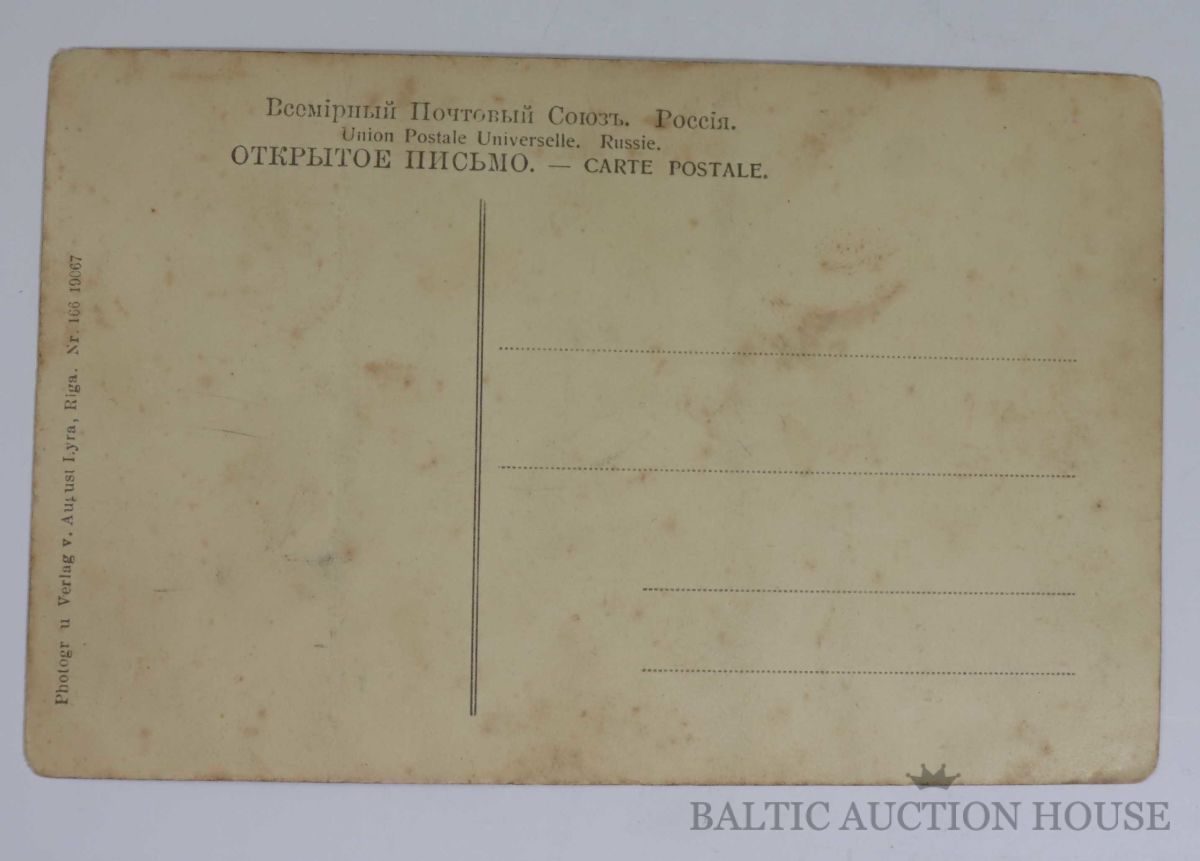 Всемірный Почтовый Союзъ. Россія.
Union Postale Universelle. Russie.
ОТКРЫТОЕ ПИСЬМО. — CARTE POSTALE.
Photogr u Verlag v. August Lyra, Riga. Nr. 166 19067
BALTIC AUCTION HOUSE